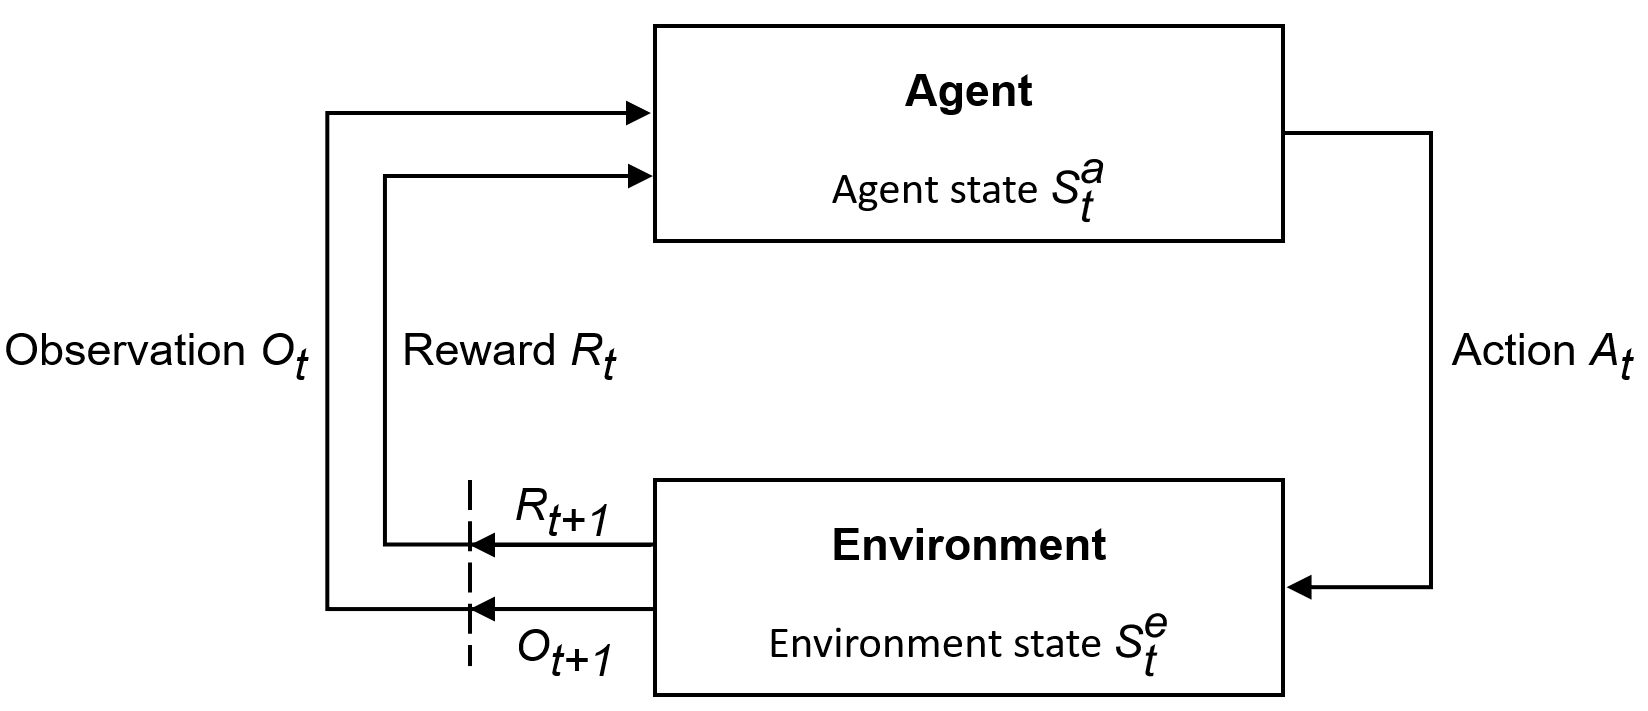 Agent
Agent state S_t^a
Observation O_t
Reward R_t
Action A_t
R_{t+1}
Environment
O_{t+1}
Environment state S_t^e